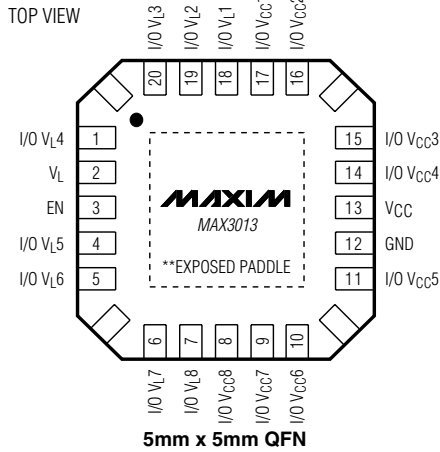 TOP VIEW
I/O VL3
I/O VL2
I/O VL1
I/O VCC
I/O VCC
20
19
18
17
16
I/O VL4
1
VL
2
EN
3
I/O VL5
4
I/O VL6
5
15
I/O VCC3
14
I/O VCC4
13
VCC
12
GND
11
I/O VCC5
MAXIM
MAX3013
**EXPOSED PADDLE
6
7
8
9
10
I/O VL7
I/O VL8
I/O VCC8
I/O VCC7
I/O VCC6
5mm x 5mm QFN